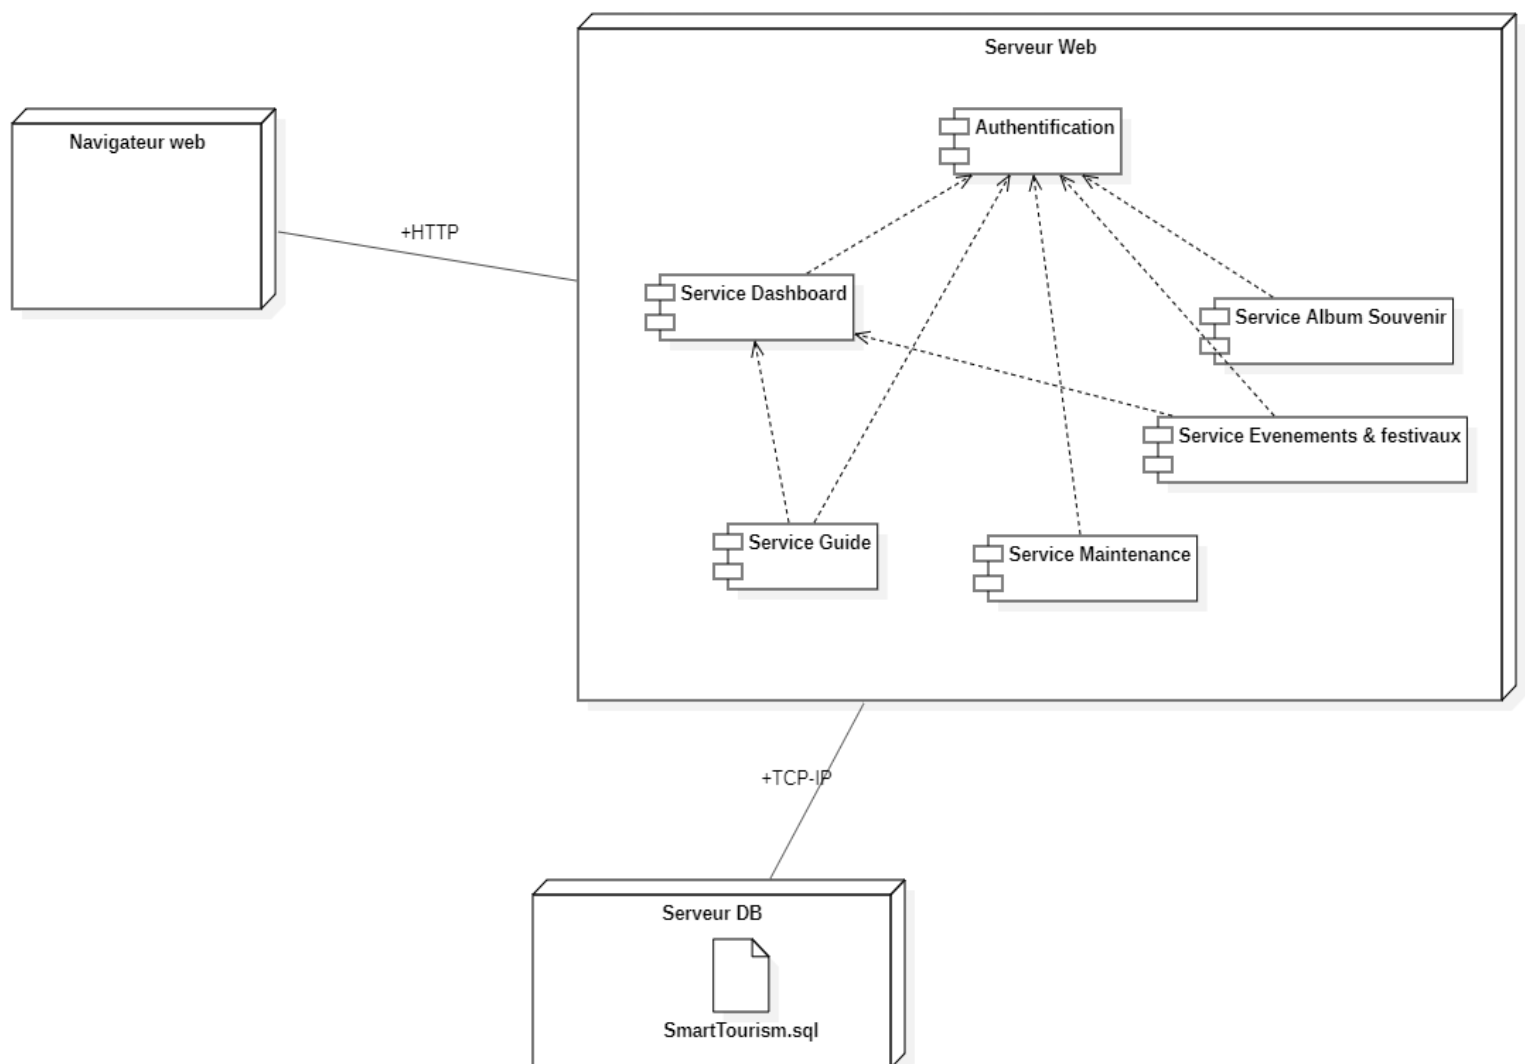 Serveur Web
Navigateur web
Authentification
+HTTP
Service Dashboard
Service Album Souvenir
Service Evenements & festivaux
Service Guide
Service Maintenance
+TCP-IP
Serveur DB
SmartTourism.sql